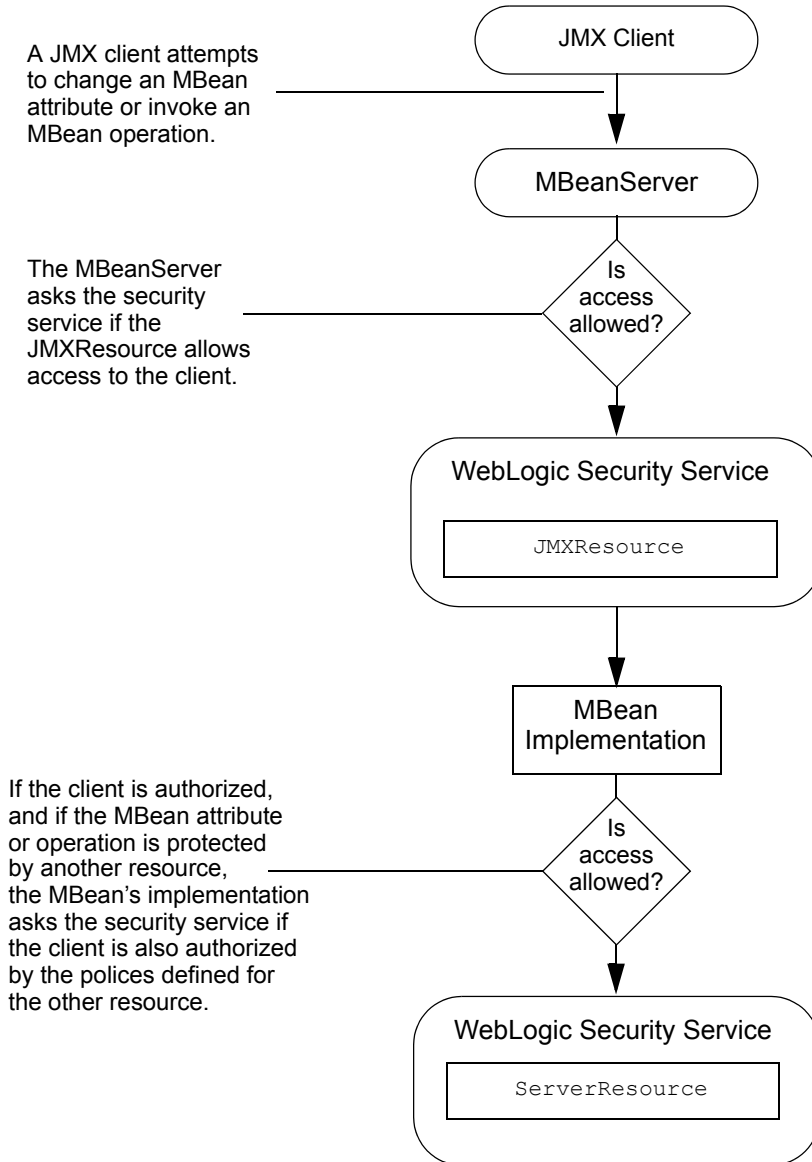 JMX Client
A JMX client attempts
to change an MBean
attribute or invoke an
MBean operation.
MBeanServer
The MBeanServer
asks the security
service if the
JMXResource allows
access to the client.
Is
access
allowed?
WebLogic Security Service
JMXResource
MBean
Implementation
If the client is authorized,
and if the MBean attribute
or operation is protected
by another resource,
the MBean’s implementation
asks the security service if
the client is also authorized
by the polices defined for
the other resource.
Is
access
allowed?
WebLogic Security Service
ServerResource